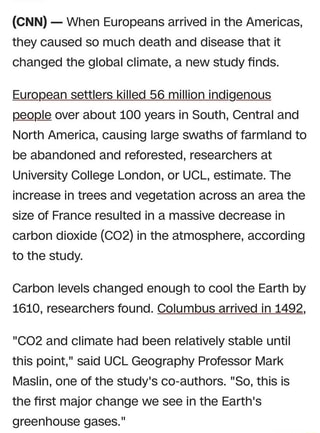 (CNN) — When Europeans arrived in the Americas,
they caused so much death and disease that it
changed the global climate, a new study finds.
European settlers killed 56 million indigenous
people over about 100 years in South, Central and
North America, causing large swaths of farmland to
be abandoned and reforested, researchers at
University College London, or UCL, estimate. The
increase in trees and vegetation across an area the
size of France resulted in a massive decrease in
carbon dioxide (CO2) in the atmosphere, according
to the study.
Carbon levels changed enough to cool the Earth by
1610, researchers found. Columbus arrived in 1492,
"CO2 and climate had been relatively stable until
this point," said UCL Geography Professor Mark
Maslin, one of the study's co-authors. "So, this is
the first major change we see in the Earth's
greenhouse gases."